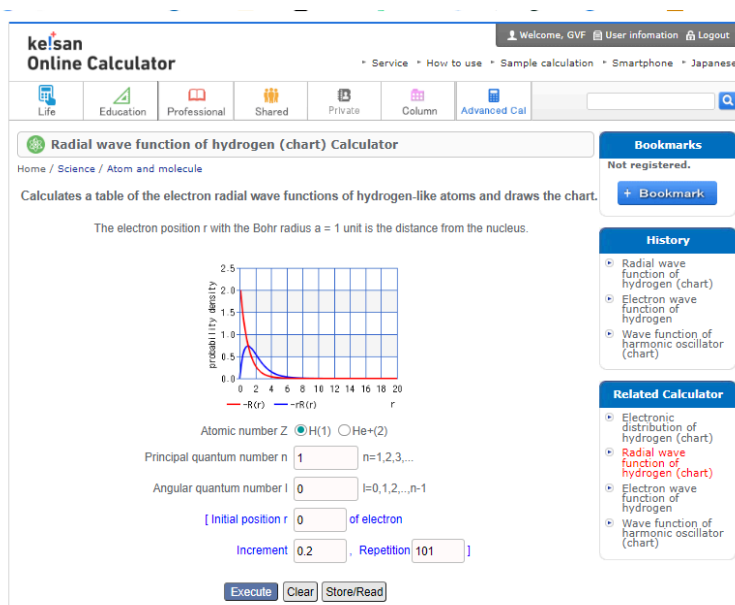 ke!san
Online Calculator
Welcome, GVF User infomation Logout
Service How to use Sample calculation Smartphone Japanese
Life Education Professional Shared Private Column Advanced Cal
Radial wave function of hydrogen (chart) Calculator
Home / Science / Atom and molecule
Calculates a table of the electron radial wave functions of hydrogen-like atoms and draws the chart.
The electron position r with the Bohr radius a = 1 unit is the distance from the nucleus.
probability density
2.5
2.0
1.5
1.0
0.5
0.0
0 2 4 6 8 10 12 14 16 18 20
-R(r) -rR(r) r
Atomic number Z H(1) He+(2)
Principal quantum number n 1 n=1,2,3,...
Angular quantum number l 0 l=0,1,2,..,n-1
[ Initial position r 0 of electron
Increment 0.2 , Repetition 101 ]
Execute Clear Store/Read
Bookmarks
Not registered.
+ Bookmark
History
Radial wave
function of
hydrogen (chart)
Electron wave
function of
hydrogen
Wave function of
harmonic oscillator
(chart)
Related Calculator
Electronic
distribution of
hydrogen (chart)
Radial wave
function of
hydrogen (chart)
Electron wave
function of
hydrogen
Wave function of
harmonic oscillator
(chart)